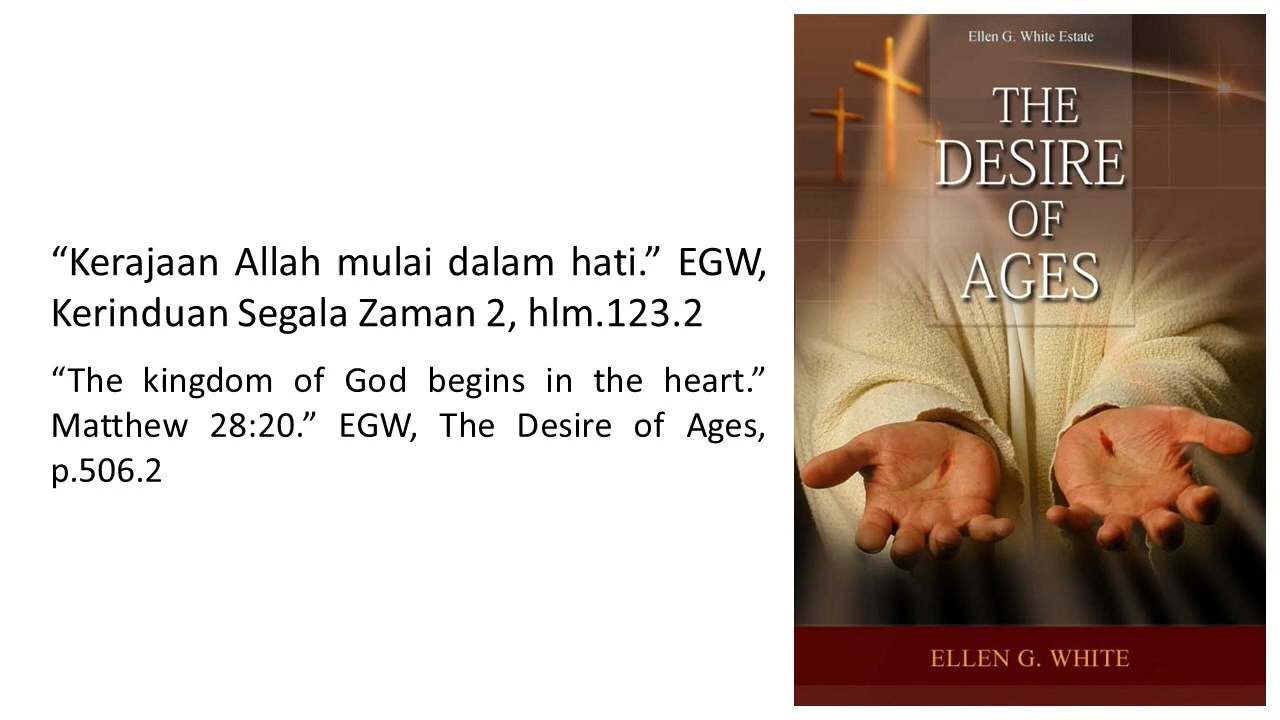 “Kerajaan Allah mulai dalam hati.” EGW,
Kerinduan Segala Zaman 2, hlm.123.2
“The kingdom of God begins in the heart.”
Matthew 28:20.” EGW, The Desire of Ages,
p.506.2
Ellen G. White Estate
THE
DESIRE
OF
AGES
ELLEN G. WHITE